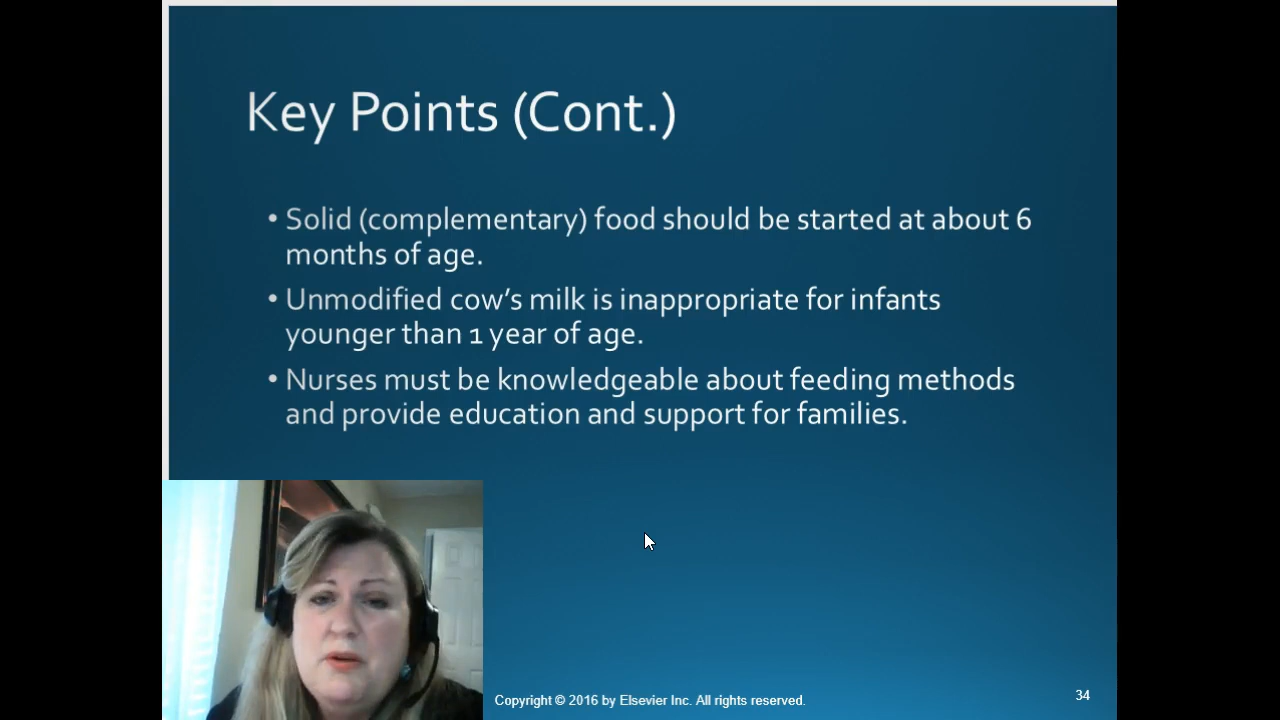 Key Points (Cont.)
• Solid (complementary) food should be started at about 6
months of age.
• Unmodified cow's milk is inappropriate for infants
younger than 1 year of age.
• Nurses must be knowledgeable about feeding methods
and provide education and support for families.
Copyright © 2016 by Elsevier Inc. All rights reserved.
34